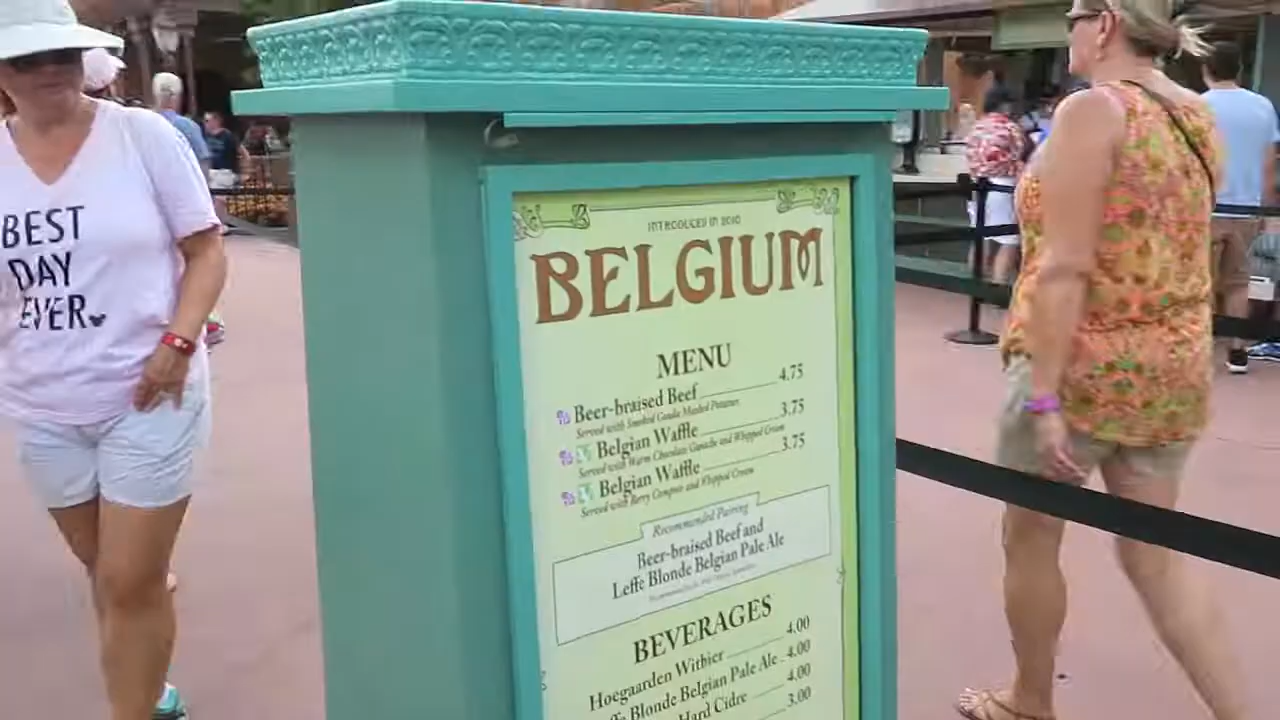 BEST
DAY
EVER
INTRODUCED IN 2010
BELGIUM
MENU
Beer-braised Beef 4.75
Served with Smoked Gouda Mashed Potatoes
Belgian Waffle 3.75
Served with Warm Chocolate Ganache and Whipped Cream
Belgian Waffle 3.75
Served with Berry Compote and Whipped Cream
Recommended Pairing
Beer-braised Beef and
Leffe Blonde Belgian Pale Ale
BEVERAGES
Hoegaarden Witbier 4.00
Blonde Belgian Pale Ale 4.00
Hard Cidre 4.00
3.00